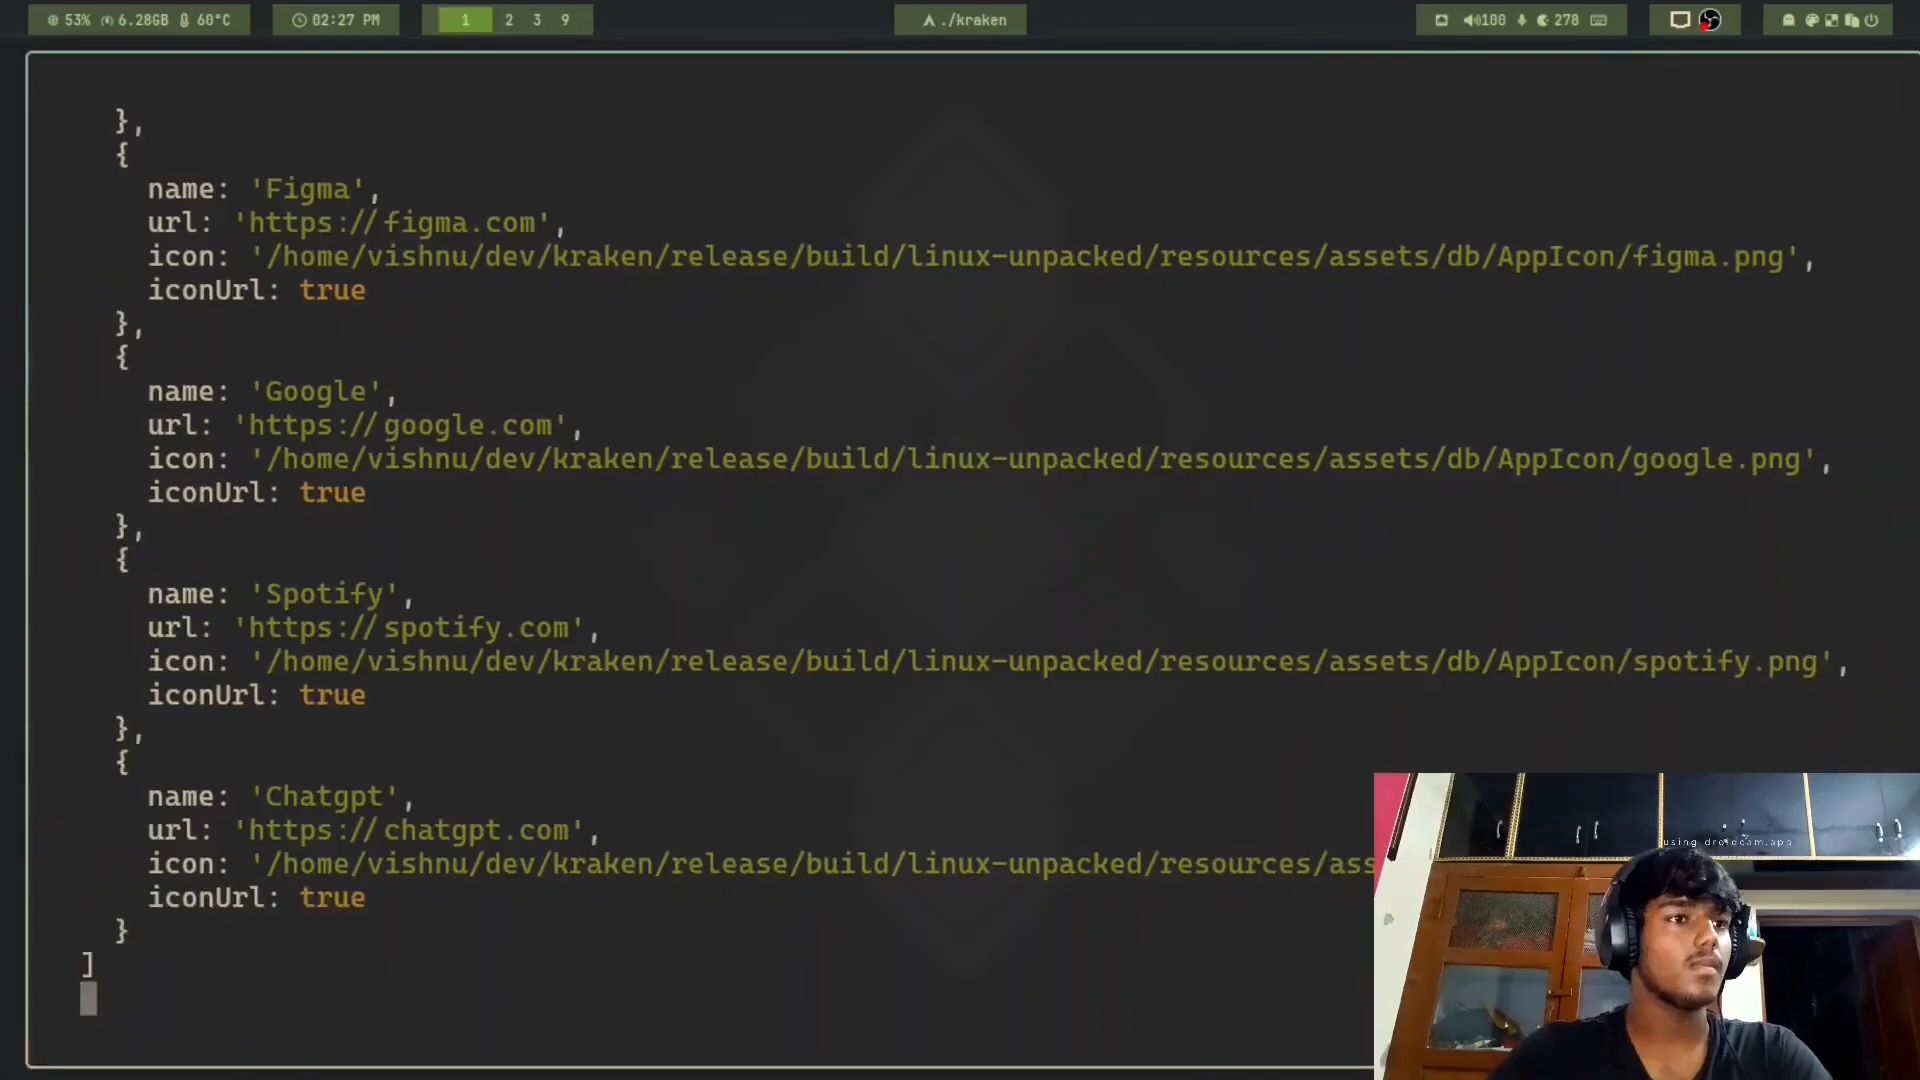 53% 6.28GB 60°C
02:27 PM
1 2 3 9
./kraken
100 278
},
{
name: 'Figma',
url: 'https://figma.com',
icon: '/home/vishnu/dev/kraken/release/build/linux-unpacked/resources/assets/db/AppIcon/figma.png',
iconUrl: true
},
{
name: 'Google',
url: 'https://google.com',
icon: '/home/vishnu/dev/kraken/release/build/linux-unpacked/resources/assets/db/AppIcon/google.png',
iconUrl: true
},
{
name: 'Spotify',
url: 'https://spotify.com',
icon: '/home/vishnu/dev/kraken/release/build/linux-unpacked/resources/assets/db/AppIcon/spotify.png',
iconUrl: true
},
{
name: 'Chatgpt',
url: 'https://chatgpt.com',
icon: '/home/vishnu/dev/kraken/release/build/linux-unpacked/resources/ass
iconUrl: true
}
]
using droidcam.app